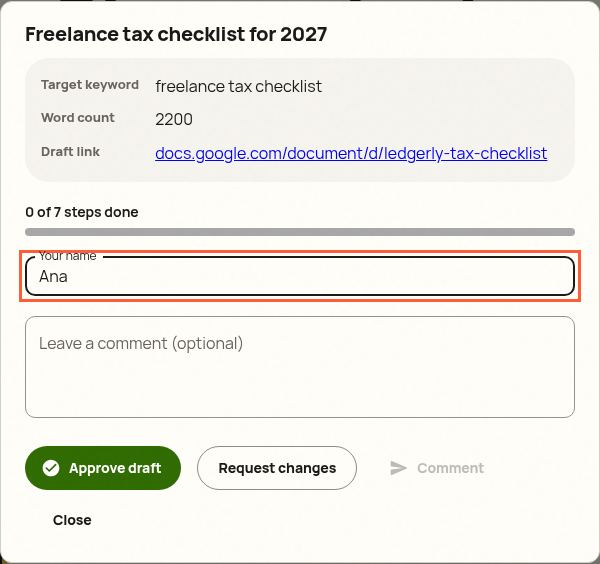 Freelance tax checklist for 2027
Target keyword freelance tax checklist
Word count 2200
Draft link docs.google.com/document/d/ledgerly-tax-checklist
0 of 7 steps done
Your name
Ana
Leave a comment (optional)
Approve draft Request changes Comment
Close